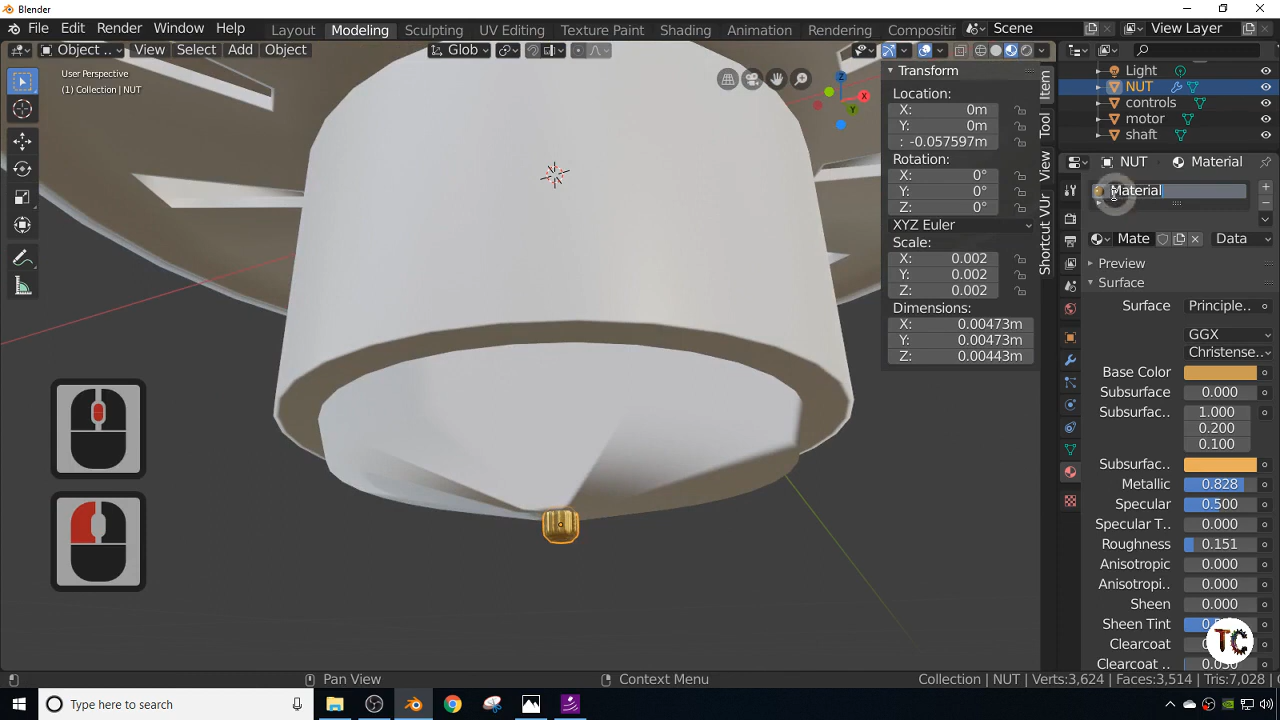 Blender
File Edit Render Window Help Layout Modeling Sculpting UV Editing Texture Paint Shading Animation Rendering Compositir Scene View Layer
Object .. View Select Add Object Glob
User Perspective
(1) Collection | NUT
Transform
Location:
X: 0m
Y: 0m
: -0.057597m
Rotation:
X: 0°
Y: 0°
Z: 0°
XYZ Euler
Scale:
X: 0.002
Y: 0.002
Z: 0.002
Dimensions:
X: 0.00473m
Y: 0.00473m
Z: 0.00443m
Item
Tool
View
Shortcut VUr
Z
X
Y
Light
NUT
controls
motor
shaft
NUT Material
Material
Mate Data
Preview
Surface
Surface Principle..
GGX
Christense..
Base Color
Subsurface 0.000
Subsurfac.. 1.000
0.200
0.100
Subsurfac..
Metallic 0.828
Specular 0.500
Specular T.. 0.000
Roughness 0.151
Anisotropic 0.000
Anisotropi.. 0.000
Sheen 0.000
Sheen Tint
Clearcoat
Clearcoat ..
TC
Pan View Context Menu Collection | NUT | Verts:3,624 | Faces:3,514 | Tris:7,028
Type here to search